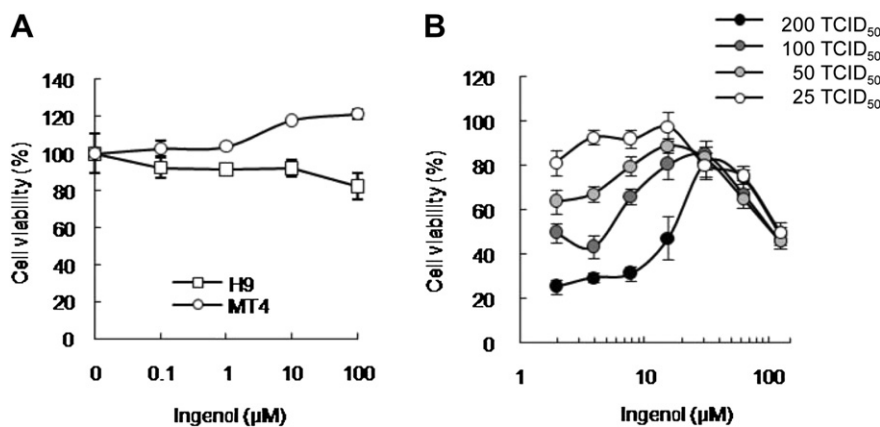 A
Cell viability (%)
140
120
100
80
60
40
20
0
H9
MT4
0
0.1
1
10
100
Ingenol (µM)
B
200 TCID₅₀
100 TCID₅₀
50 TCID₅₀
25 TCID₅₀
Cell viability (%)
120
100
80
60
40
20
0
1
10
100
Ingenol (µM)